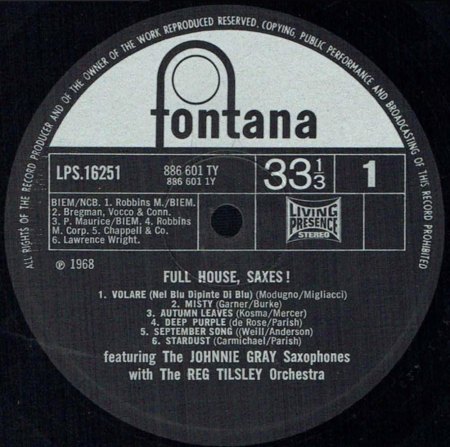 ALL RIGHTS OF THE RECORD PRODUCER AND OF THE OWNER OF THE WORK REPRODUCED RESERVED. COPYING, PUBLIC PERFORMANCE AND BROADCASTING OF THIS RECORD PROHIBITED
fontana
LPS.16251
886 601 TY
886 601 1Y
33 1/3
1
BIEM/NCB. 1. Robbins M./BIEM.
2. Bregman, Vocco & Conn.
3. P. Maurice/BIEM. 4. Robbins
M. Corp. 5. Chappell & Co.
6. Lawrence Wright.
LIVING
PRESENCE
STEREO
℗ 1968
FULL HOUSE, SAXES!
1. VOLARE (Nel Blu Dipinte Di Blu) (Modugno/Migliacci)
2. MISTY (Garner/Burke)
3. AUTUMN LEAVES (Kosma/Mercer)
4. DEEP PURPLE (de Rose/Parish)
5. SEPTEMBER SONG ((Weill/Anderson)
6. STARDUST (Carmichael/Parish)
featuring The JOHNNIE GRAY Saxophones
with The REG TILSLEY Orchestra